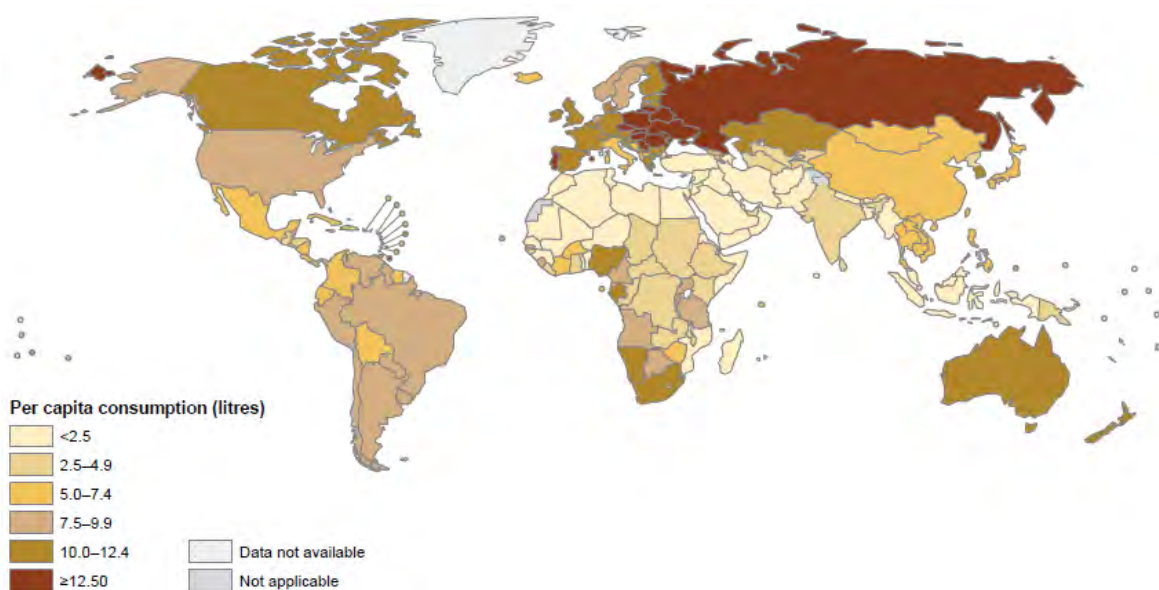 Per capita consumption (litres)
<2.5
2.5–4.9
5.0–7.4
7.5–9.9
10.0–12.4
≥12.50
Data not available
Not applicable